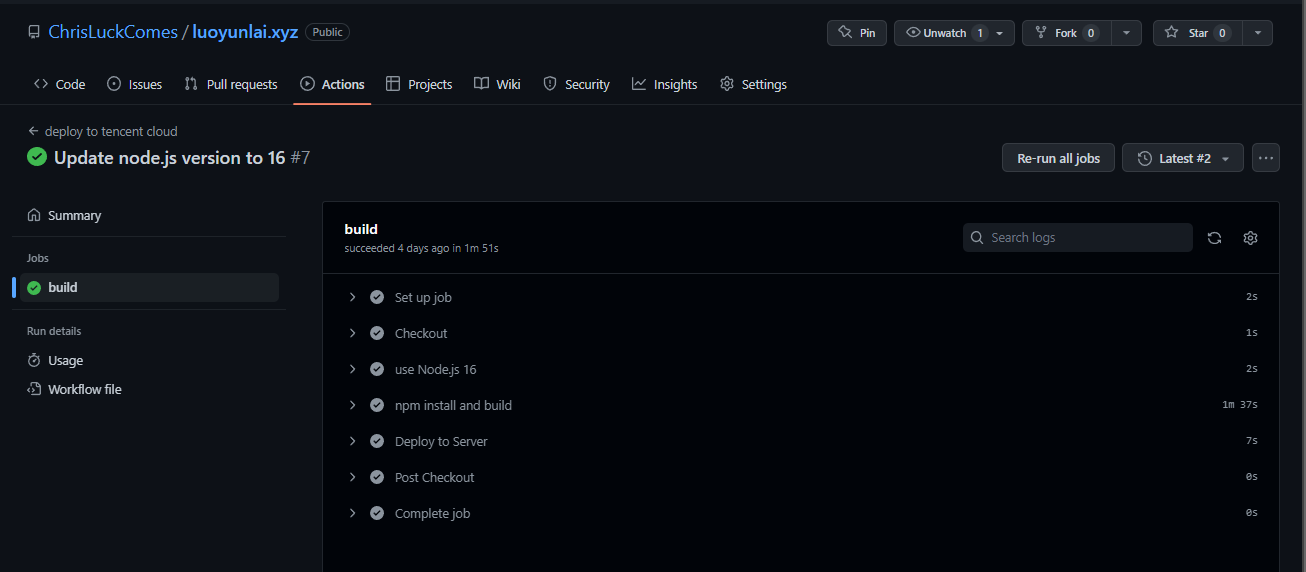 ChrisLuckComes / luoyunlai.xyz Public Pin Unwatch 1 Fork 0 Star 0
Code Issues Pull requests Actions Projects Wiki Security Insights Settings
deploy to tencent cloud
Update node.js version to 16 #7
Re-run all jobs Latest #2 ...
Summary
Jobs
build
Run details
Usage
Workflow file
build
succeeded 4 days ago in 1m 51s
Search logs
Set up job 2s
Checkout 1s
use Node.js 16 2s
npm install and build 1m 37s
Deploy to Server 7s
Post Checkout 0s
Complete job 0s